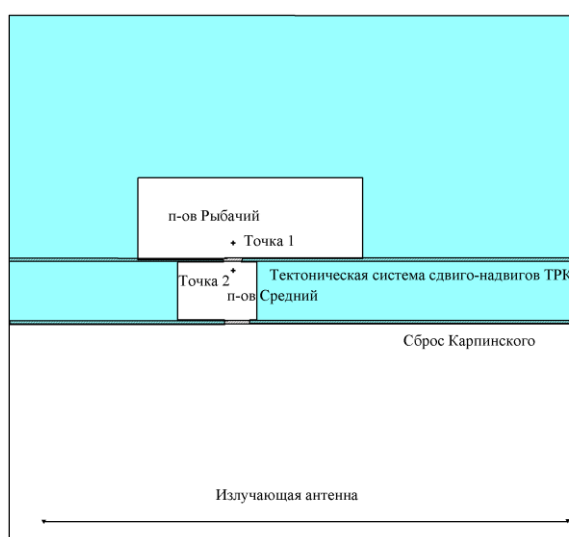 п-ов Рыбачий
Точка 1
Точка 2
Тектоническая система сдвиго-надвигов ТРК
п-ов Средний
Сброс Карпинского
Излучающая антенна